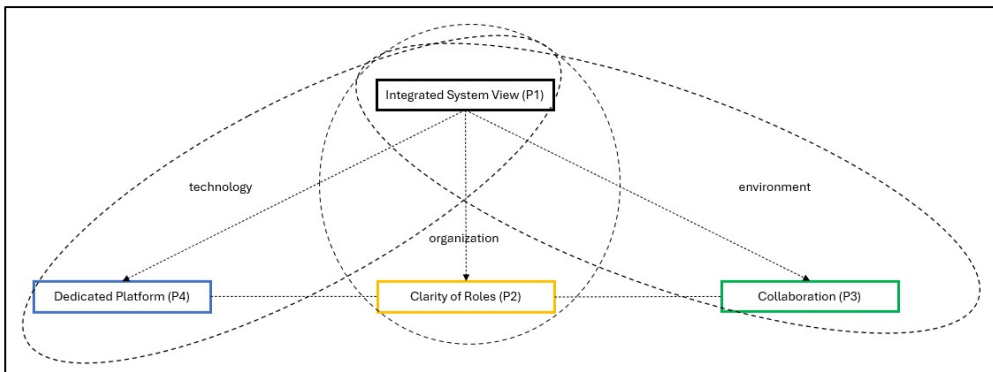 Integrated System View (P1)
technology
environment
organization
Dedicated Platform (P4)
Clarity of Roles (P2)
Collaboration (P3)